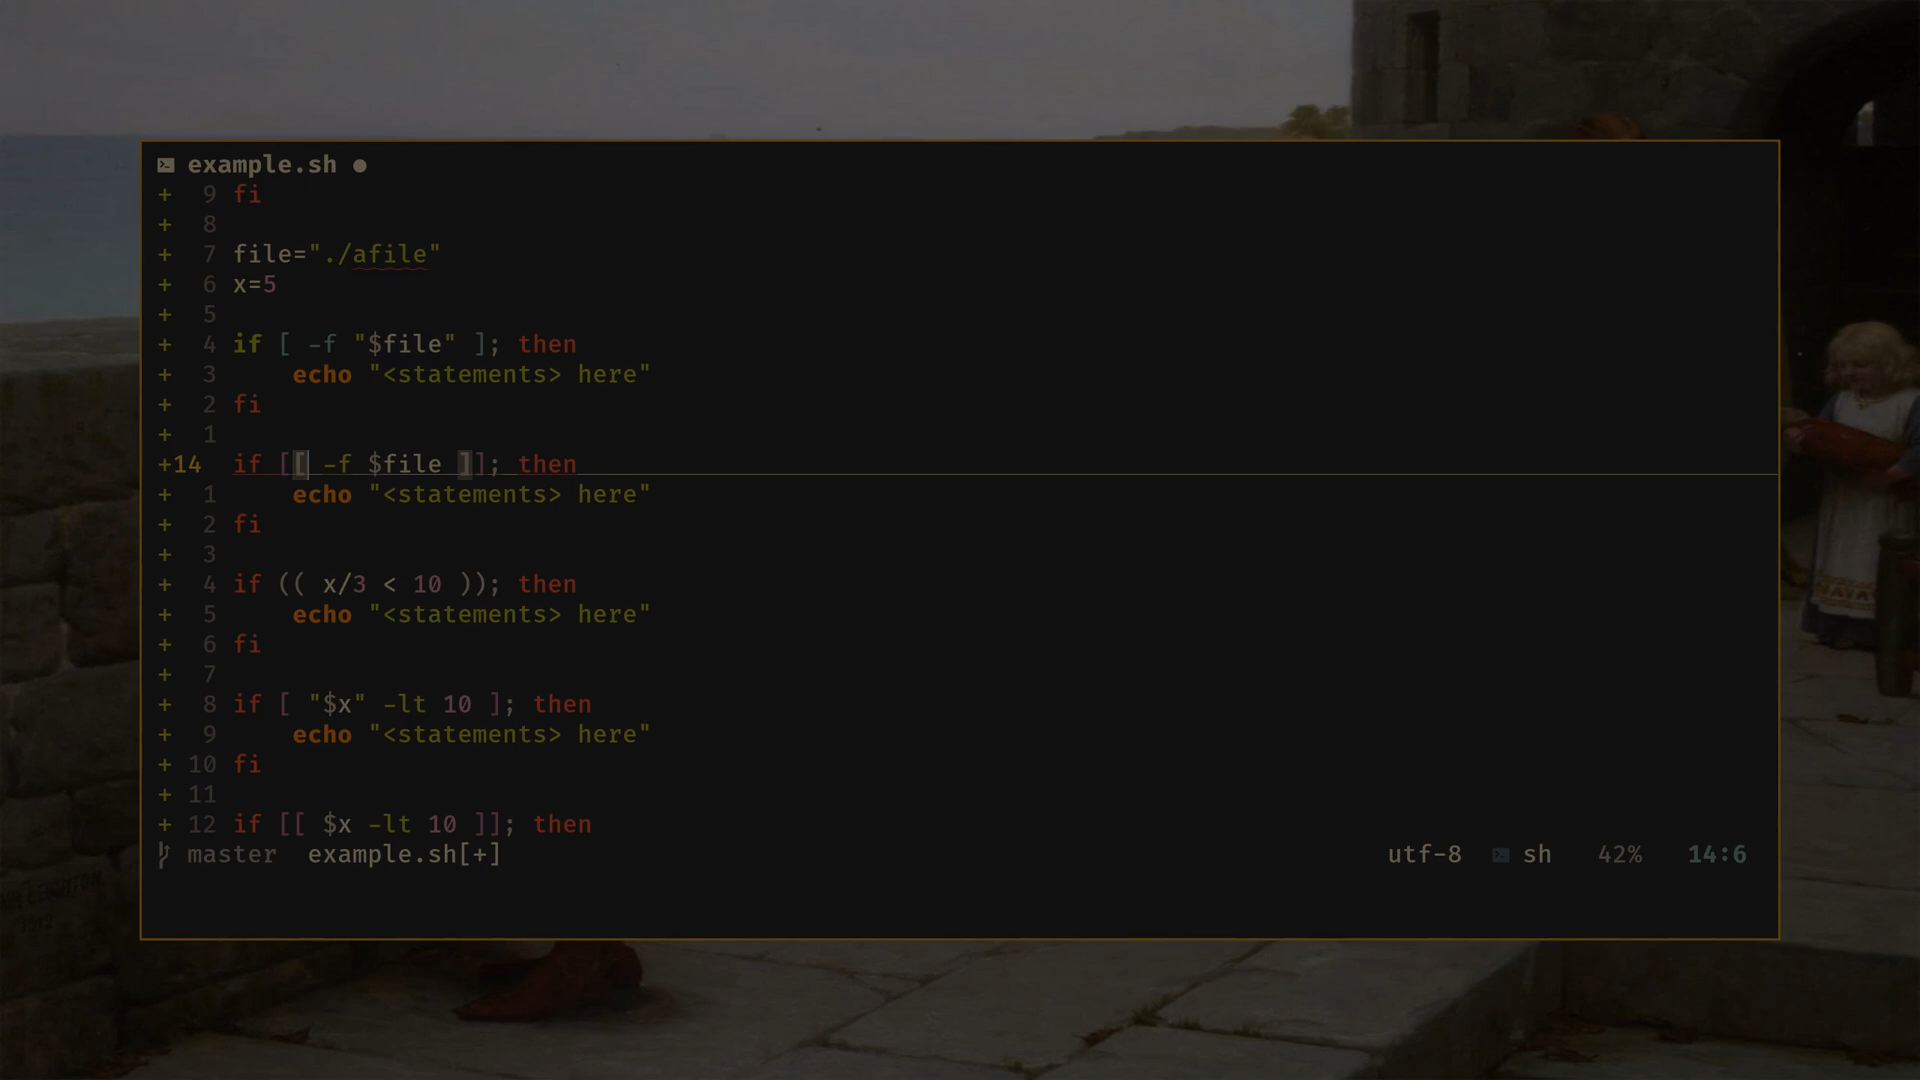 example.sh ●
+ 9 fi
+ 8
+ 7 file="./afile"
+ 6 x=5
+ 5
+ 4 if [ -f "$file" ]; then
+ 3     echo "<statements> here"
+ 2 fi
+ 1
+14 if [[ -f $file ]]; then
+ 1     echo "<statements> here"
+ 2 fi
+ 3
+ 4 if (( x/3 < 10 )); then
+ 5     echo "<statements> here"
+ 6 fi
+ 7
+ 8 if [ "$x" -lt 10 ]; then
+ 9     echo "<statements> here"
+ 10 fi
+ 11
+ 12 if [[ $x -lt 10 ]]; then
master  example.sh[+] utf-8 sh 42% 14:6
LEIGHTON